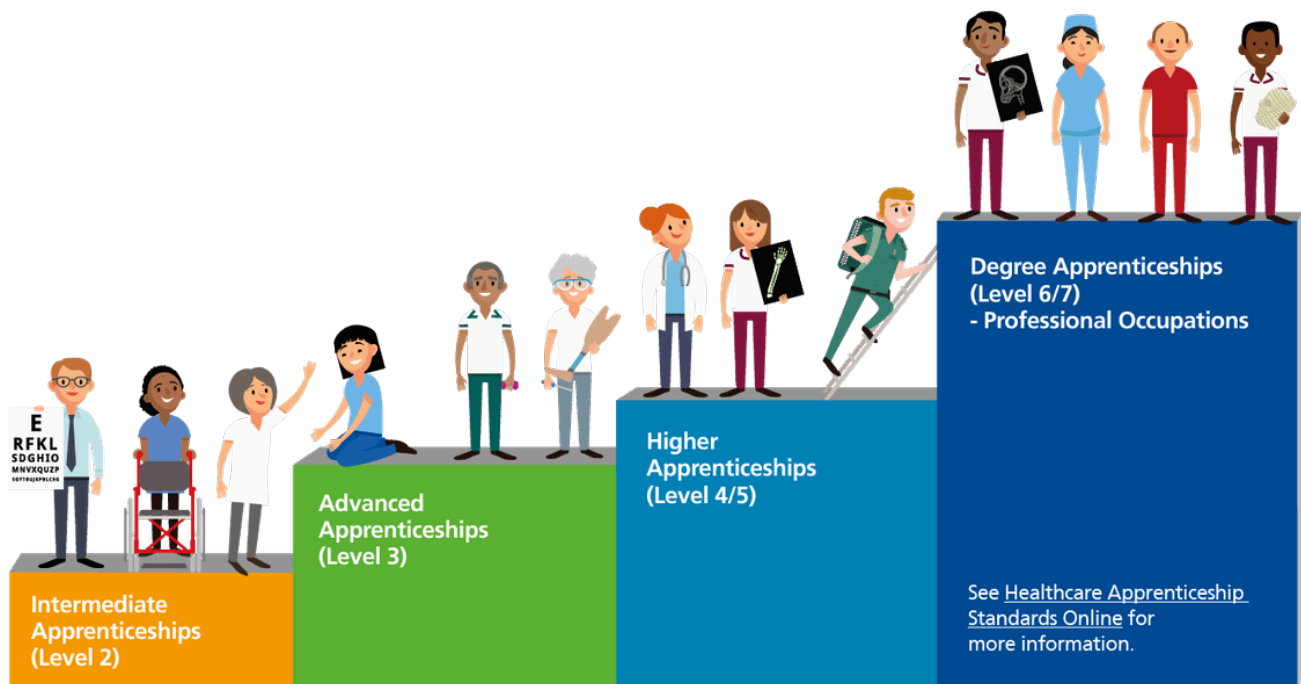 E
RFKL
SDGHIO
MNVXQUZP
Intermediate
Apprenticeships
(Level 2)
Advanced
Apprenticeships
(Level 3)
Higher
Apprenticeships
(Level 4/5)
Degree Apprenticeships
(Level 6/7)
- Professional Occupations
See Healthcare Apprenticeship
Standards Online for
more information.